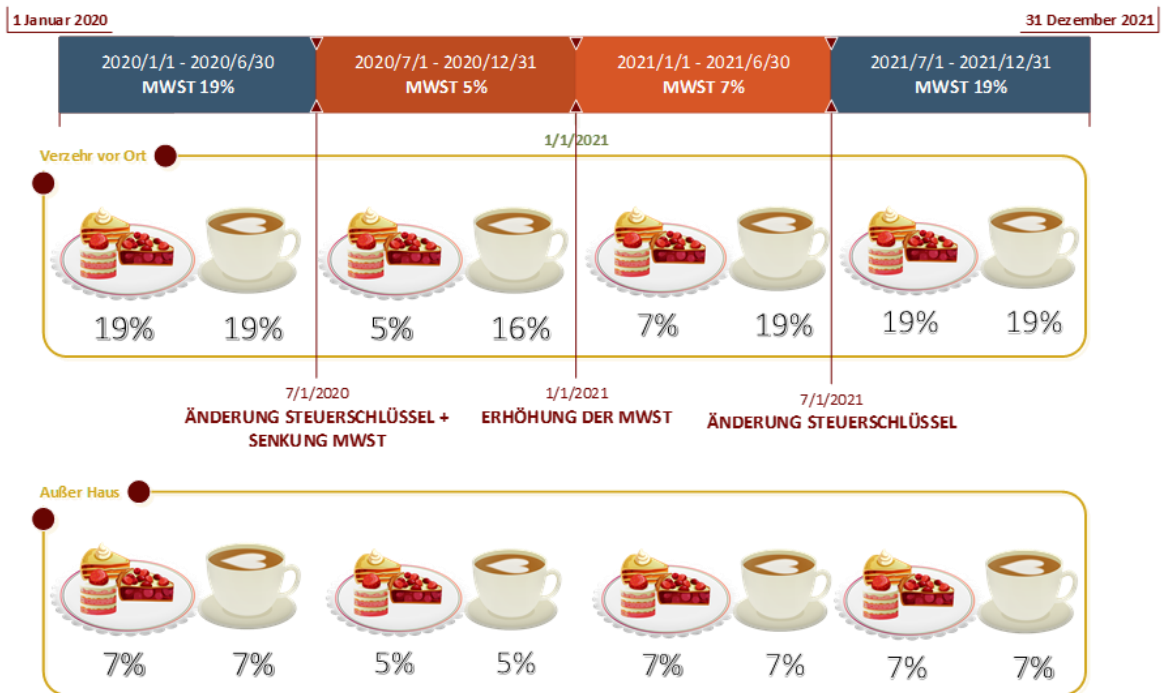 1 Januar 2020
31 Dezember 2021
2020/1/1 - 2020/6/30
MWST 19%
2020/7/1 - 2020/12/31
MWST 5%
2021/1/1 - 2021/6/30
MWST 7%
2021/7/1 - 2021/12/31
MWST 19%
1/1/2021
Verzehr vor Ort
19% 19% 5% 16% 7% 19% 19% 19%
7/1/2020
ÄNDERUNG STEUERSCHLÜSSEL +
SENKUNG MWST
1/1/2021
ERHÖHUNG DER MWST
7/1/2021
ÄNDERUNG STEUERSCHLÜSSEL
Außer Haus
7% 7% 5% 5% 7% 7% 7% 7%